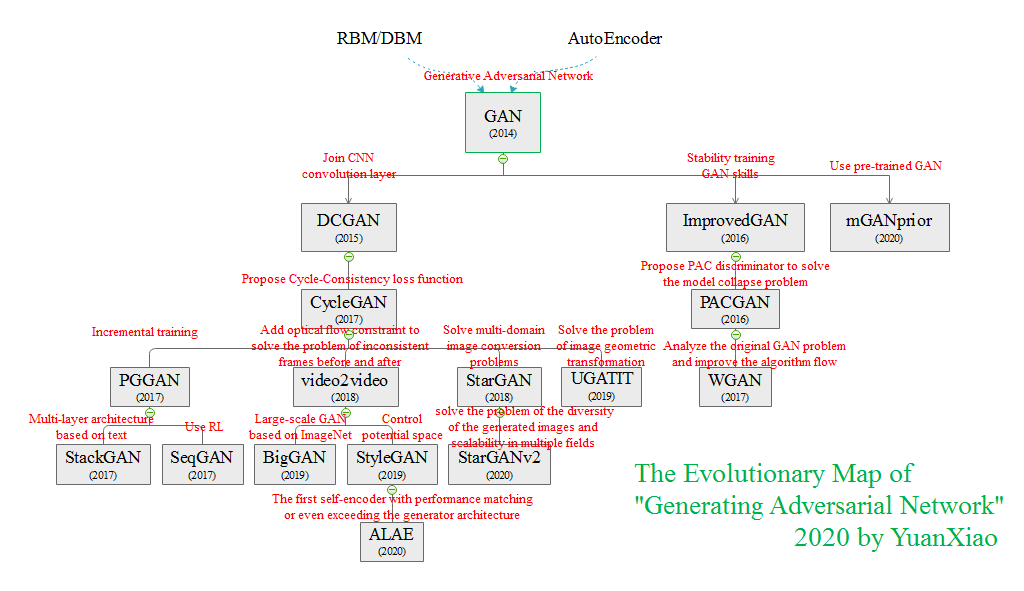 RBM/DBM
AutoEncoder
Generative Adversarial Network
GAN
(2014)
Join CNN
convolution layer
Stability training
GAN skills
Use pre-trained GAN
DCGAN
(2015)
ImprovedGAN
(2016)
mGANprior
(2020)
Propose Cycle-Consistency loss function
Propose PAC discriminator to solve
the model collapse problem
CycleGAN
(2017)
PACGAN
(2016)
Incremental training
Add optical flow constraint to
solve the problem of inconsistent
frames before and after
Solve multi-domain
image conversion
problems
Solve the problem
of image geometric
transformation
Analyze the original GAN problem
and improve the algorithm flow
PGGAN
(2017)
video2video
(2018)
StarGAN
(2018)
UGATIT
(2019)
WGAN
(2017)
Multi-layer architecture
based on text
Use RL
Large-scale GAN
based on ImageNet
Control
potential space
solve the problem of the diversity
of the generated images and
scalability in multiple fields
StackGAN
(2017)
SeqGAN
(2017)
BigGAN
(2019)
StyleGAN
(2019)
StarGANv2
(2020)
The first self-encoder with performance matching
or even exceeding the generator architecture
ALAE
(2020)
The Evolutionary Map of
"Generating Adversarial Network"
2020 by YuanXiao